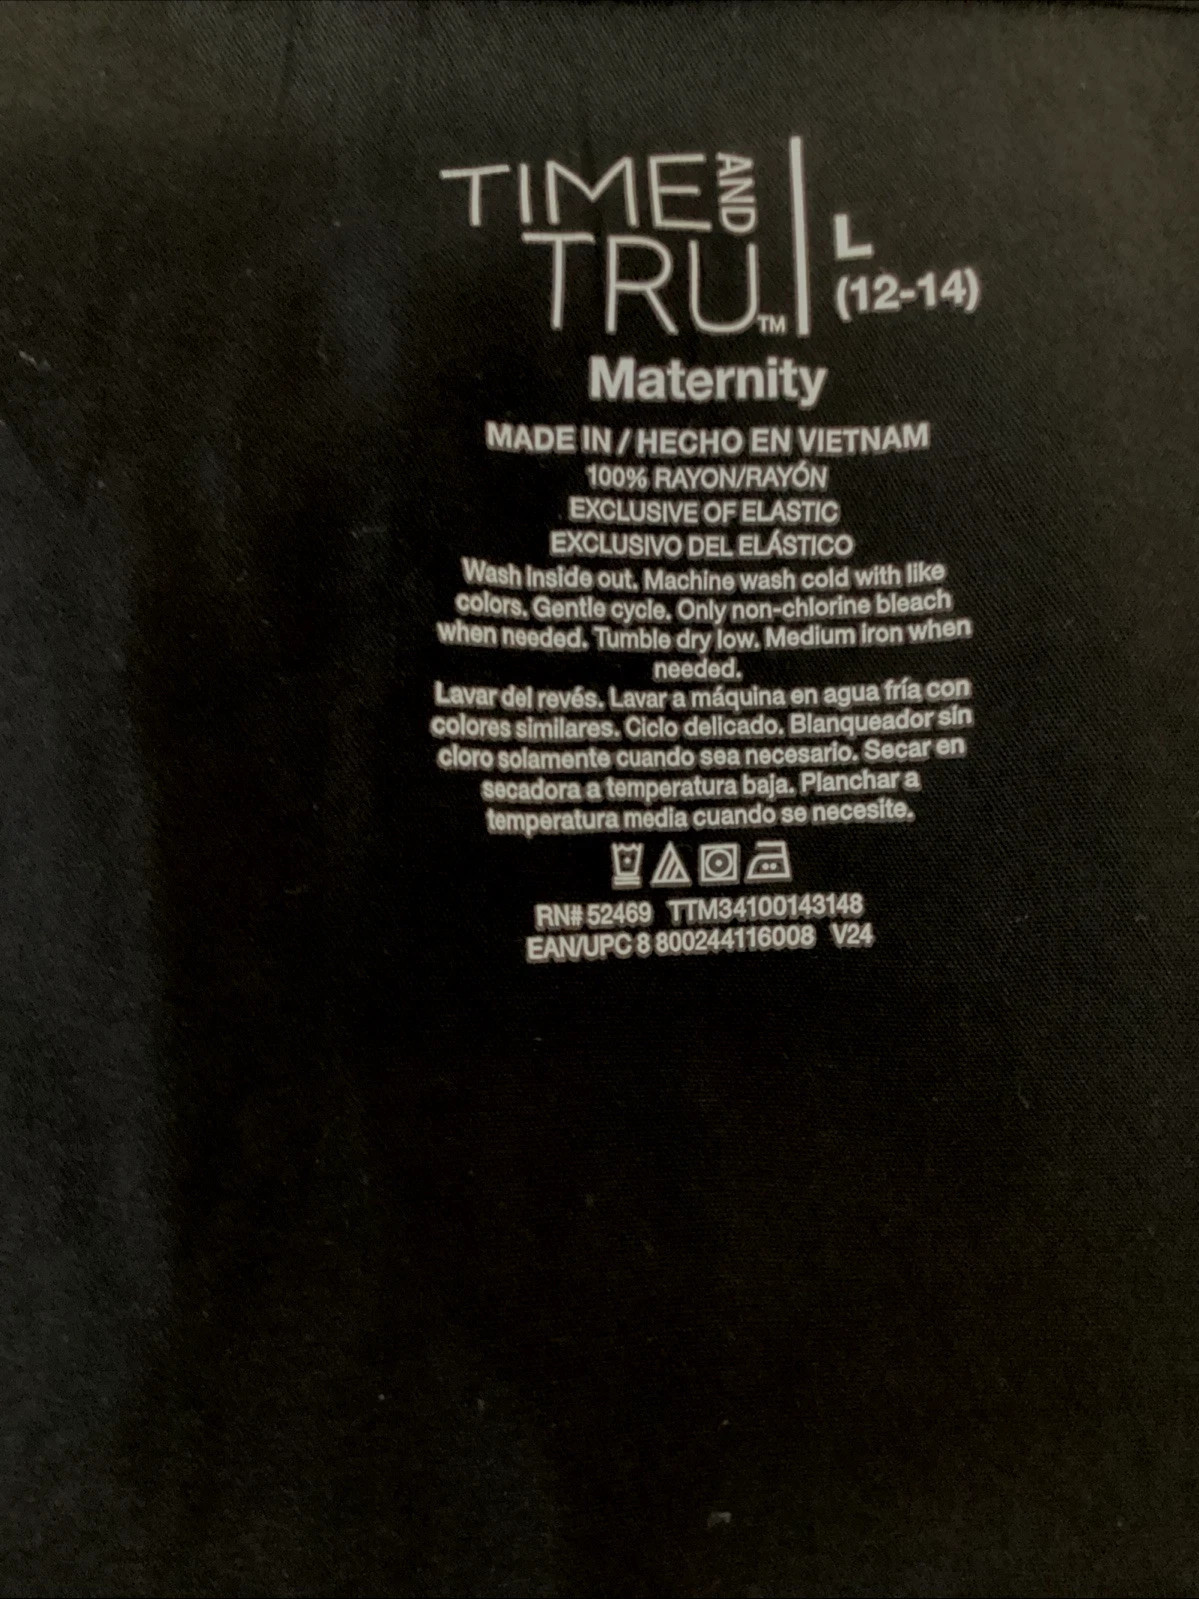 TIME AND
TRU™
L
(12-14)
Maternity
MADE IN / HECHO EN VIETNAM
100% RAYON/RAYÓN
EXCLUSIVE OF ELASTIC
EXCLUSIVO DEL ELÁSTICO
Wash inside out. Machine wash cold with like
colors. Gentle cycle. Only non-chlorine bleach
when needed. Tumble dry low. Medium iron when
needed.
Lavar del revés. Lavar a máquina en agua fría con
colores similares. Ciclo delicado. Blanqueador sin
cloro solamente cuando sea necesario. Secar en
secadora a temperatura baja. Planchar a
temperatura media cuando se necesite.
RN# 52469 TTM34100143148
EAN/UPC 8 800244116008 V24